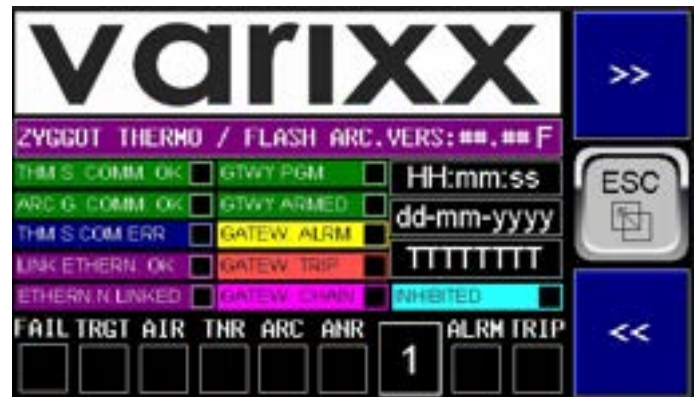 varixx
>>
ZYGGOT THERMO / FLASH ARC.VERS:##.## F
THM S. COMM. OK GTWY PGM HH:mm:ss
ESC
ARC G. COMM. OK GTWY ARMED dd-mm-yyyy
THM S COM ERR GATEW. ALRM
LINK ETHERN. OK GATEW. TRIP TTTTTTTT
ETHERN.N.LINKED GATEW. CHAIN INHIBITED
FAIL TRGT AIR TNR ARC ANR ALRM TRIP
<<
1